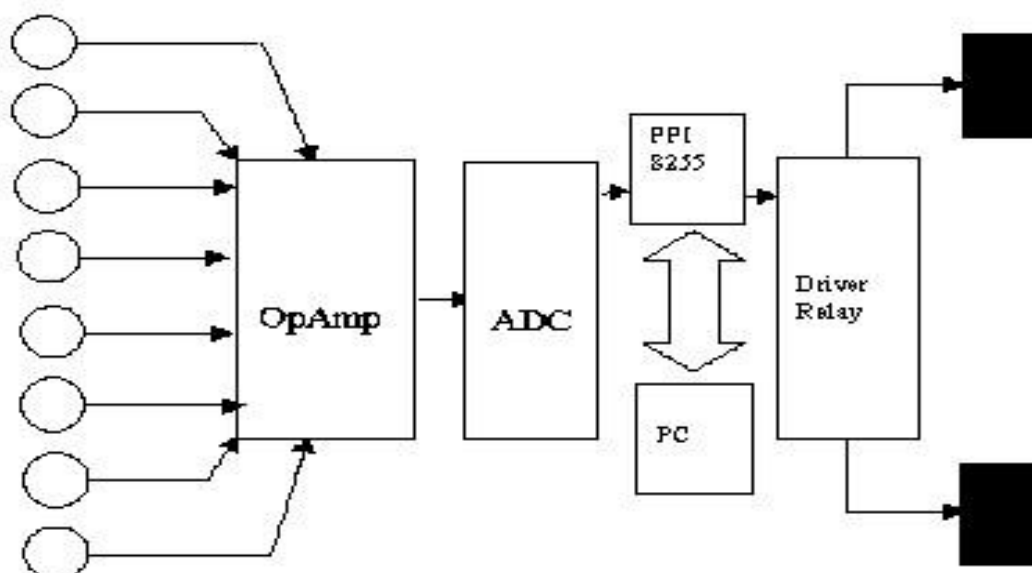 PPI
8255
OpAmp
ADC
Driver
Relay
PC